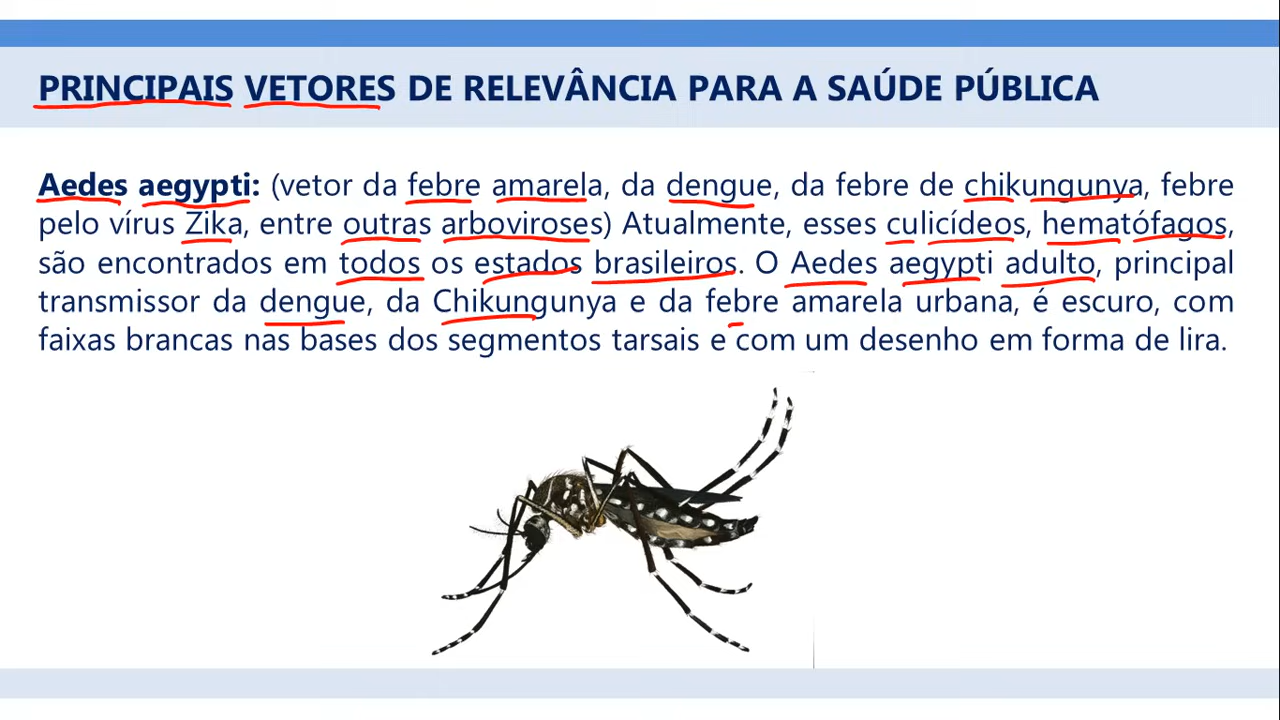 PRINCIPAIS VETORES DE RELEVÂNCIA PARA A SAÚDE PÚBLICA
Aedes aegypti: (vetor da febre amarela, da dengue, da febre de chikungunya, febre
pelo vírus Zika, entre outras arboviroses) Atualmente, esses culicídeos, hematófagos,
são encontrados em todos os estados brasileiros. O Aedes aegypti adulto, principal
transmissor da dengue, da Chikungunya e da febre amarela urbana, é escuro, com
faixas brancas nas bases dos segmentos tarsais e com um desenho em forma de lira.